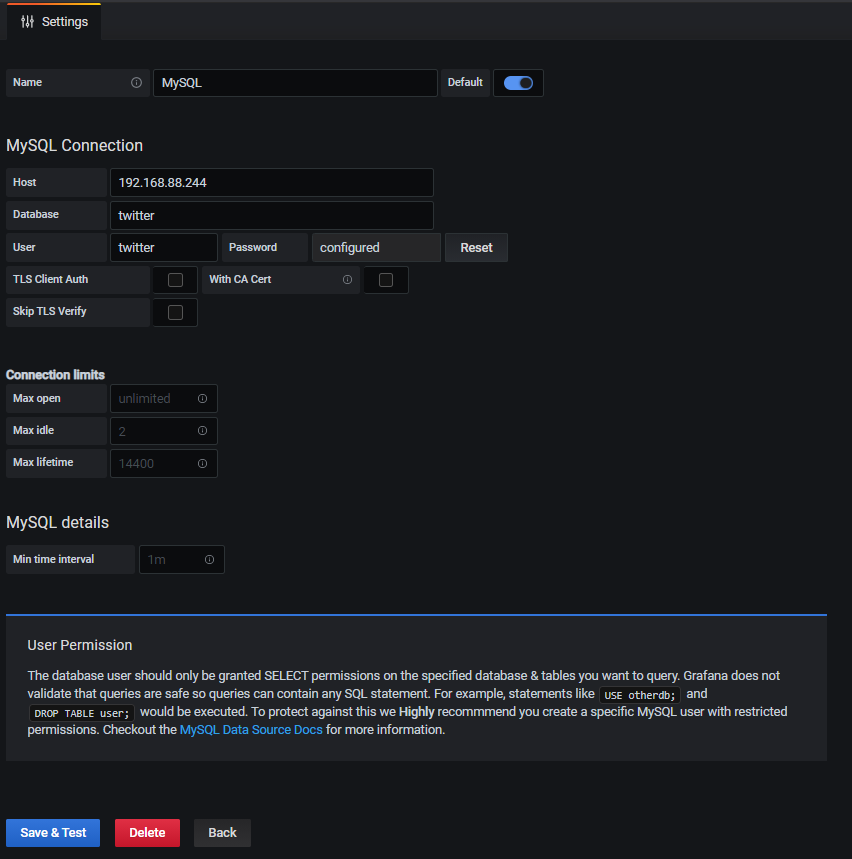 Settings
Name MySQL Default
MySQL Connection
Host 192.168.88.244
Database twitter
User twitter Password configured Reset
TLS Client Auth With CA Cert
Skip TLS Verify
Connection limits
Max open unlimited
Max idle 2
Max lifetime 14400
MySQL details
Min time interval 1m
User Permission
The database user should only be granted SELECT permissions on the specified database & tables you want to query. Grafana does not
validate that queries are safe so queries can contain any SQL statement. For example, statements like USE otherdb; and
DROP TABLE user; would be executed. To protect against this we Highly recommmend you create a specific MySQL user with restricted
permissions. Checkout the MySQL Data Source Docs for more information.
Save & Test Delete Back